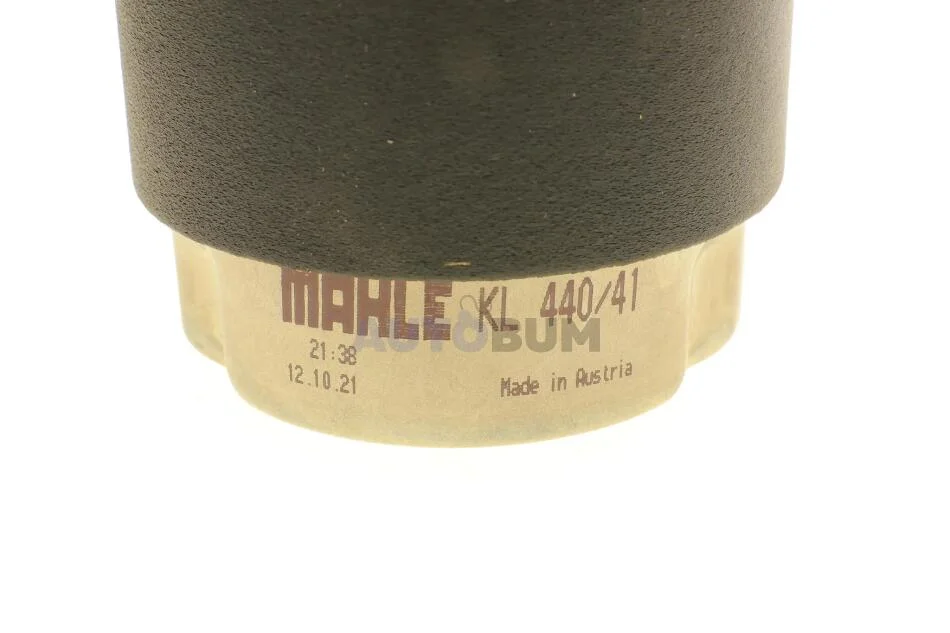 MAHLE KL 440/41
AUTOBUM
21:38
12.10.21
Made in Austria